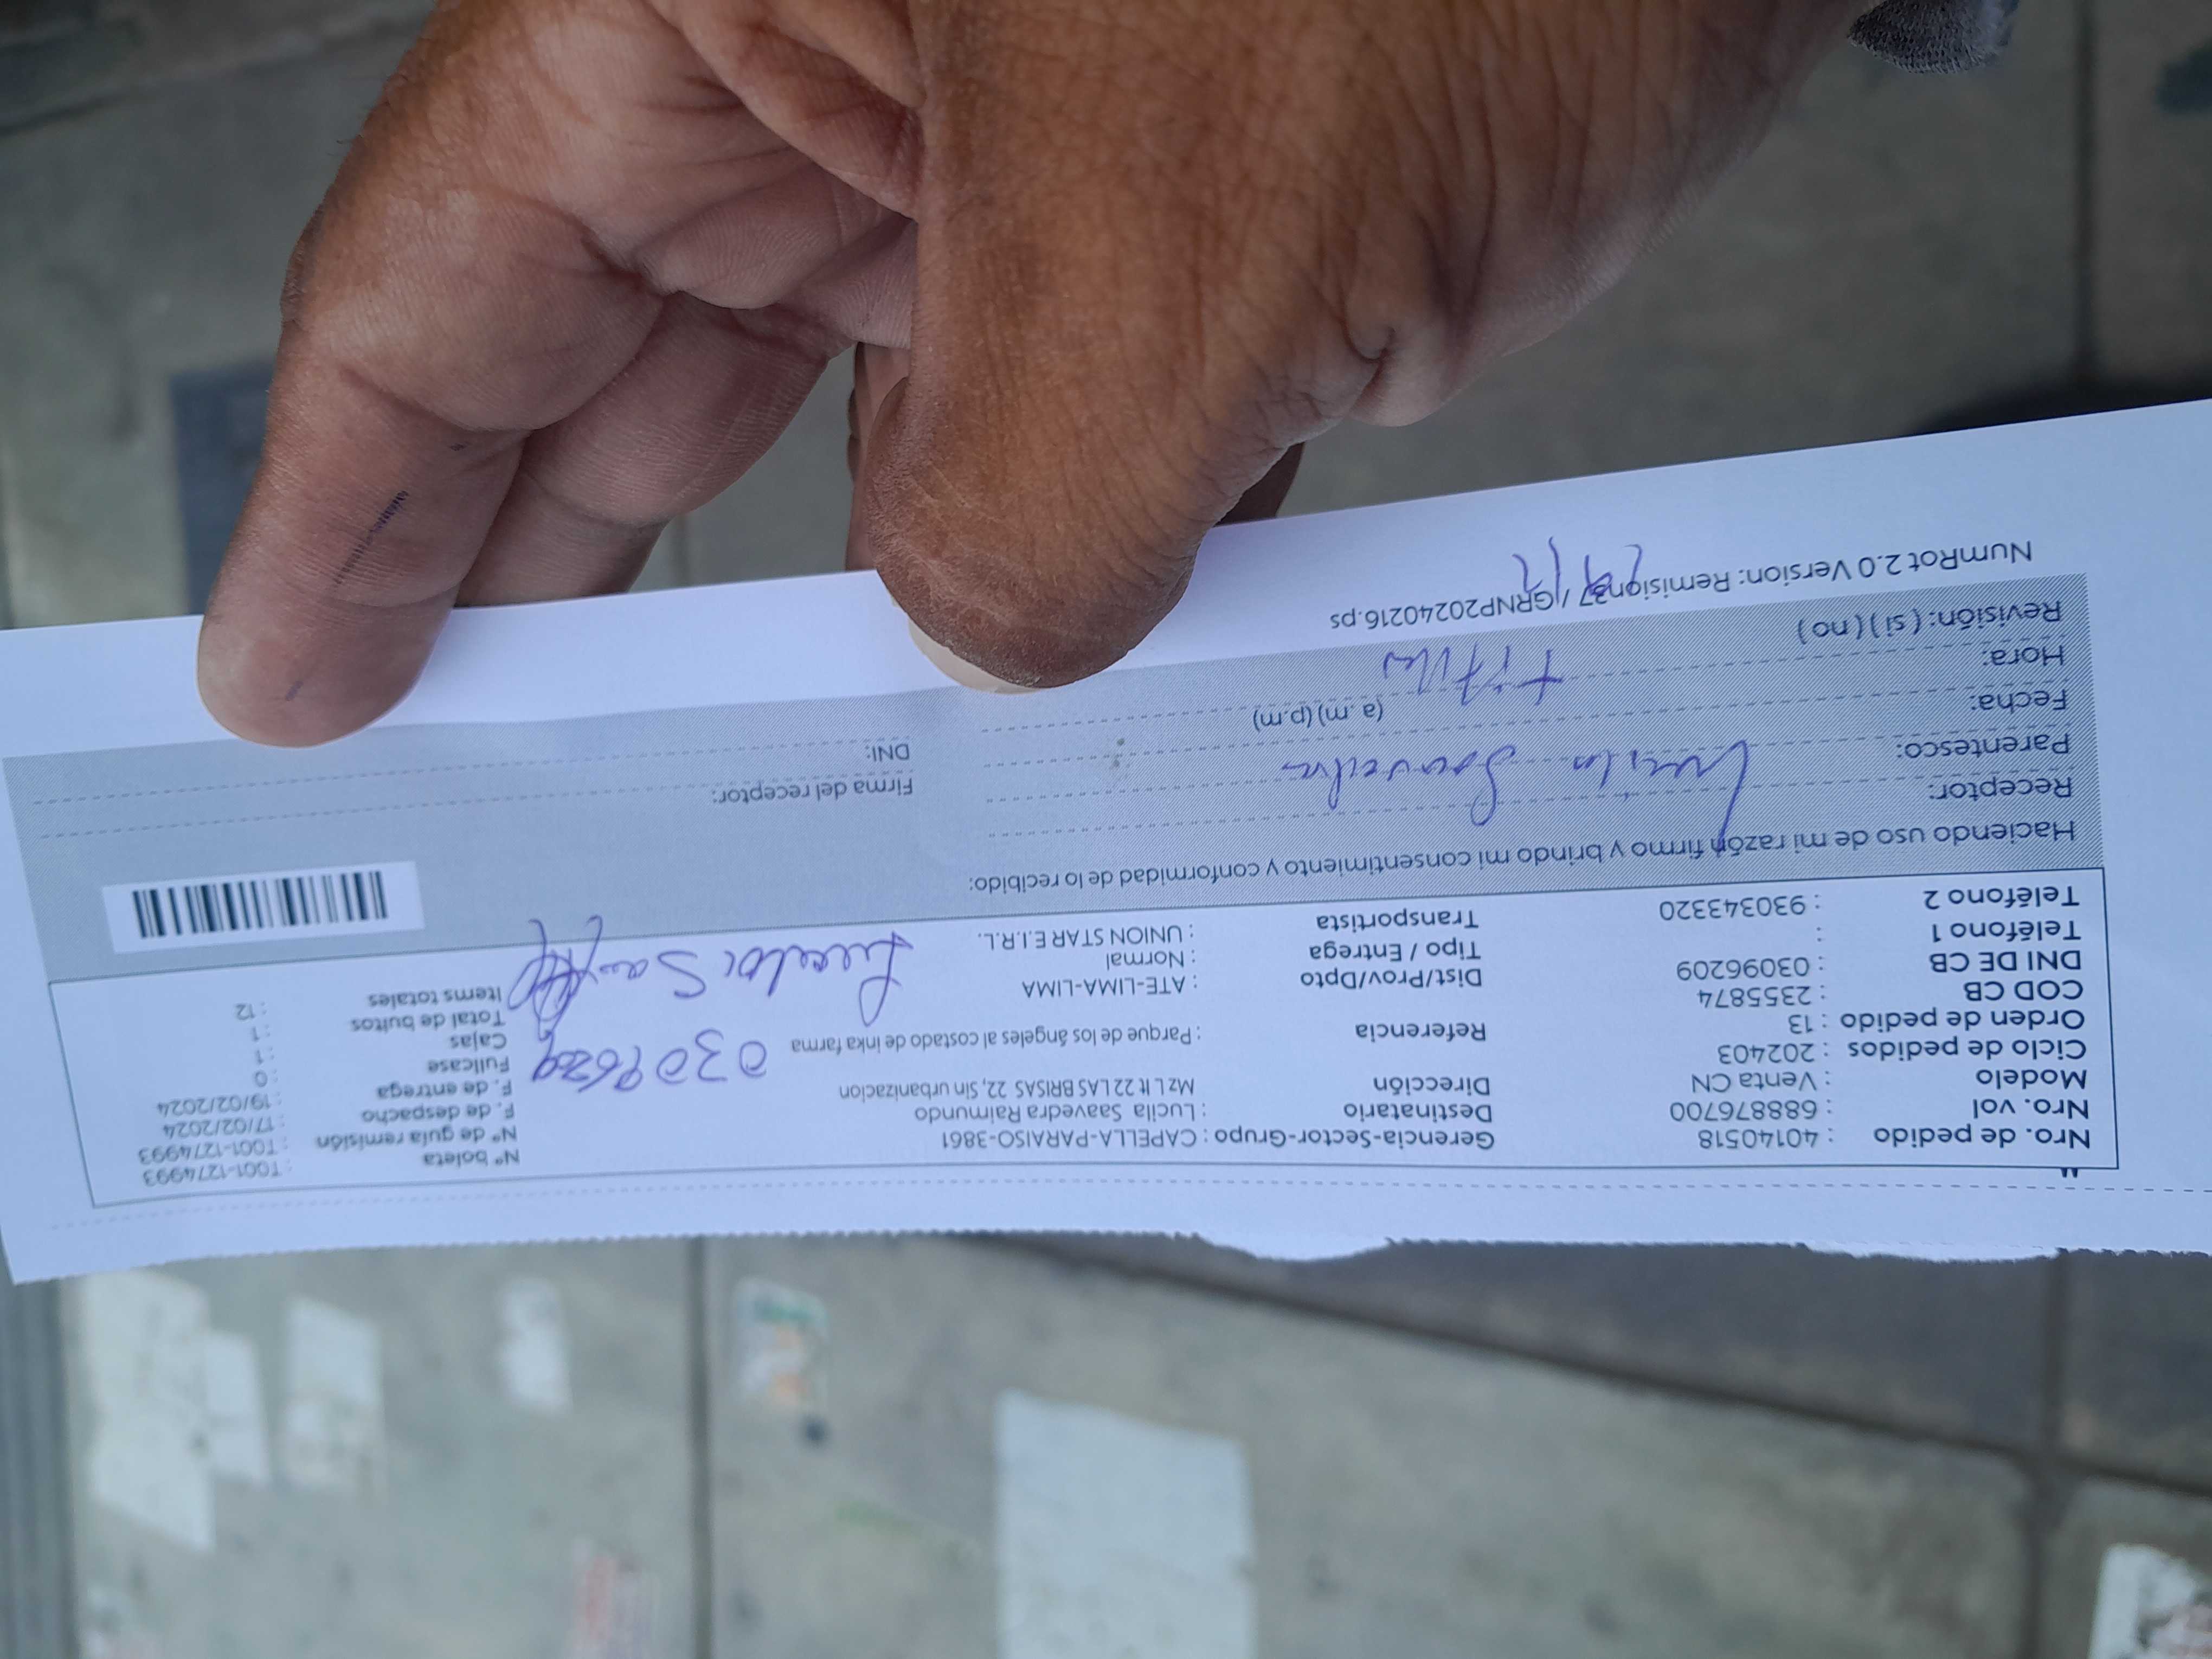 Nro. de pedido : 40140518
Nro. vol : 688876700
Modelo : Venta CN
Ciclo de pedidos : 202403
Orden de pedido : 13
COD CB : 2355874
DNI DE CB : 03096209
Teléfono 1 :
Teléfono 2 : 930343320
Gerencia-Sector-Grupo : CAPELLA-PARAISO-3861
Destinatario : Lucila Saavedra Raimundo
Dirección Mz L lt 22 LAS BRISAS 22, Sin urbanizacion
Referencia : Parque de los ángeles al costado de inka farma
Dist/Prov/Dpto : ATE-LIMA-LIMA
Tipo / Entrega : Normal
Transportista : UNION STAR E.I.R.L.
Nº boleta : T001-1274993
Nº de guía remisión : T001-1274993
F. de despacho : 17/02/2024
F. de entrega : 19/02/2024
Fullcase : 0
Cajas : 1
Total de bultos : 1
Items totales : 12
03096209
Haciendo uso de mi razón firmo y brindo mi consentimiento y conformidad de lo recibido:
Receptor: Lucila Saavedra
Parentesco:
Fecha:
Hora: (a.m) (p.m)
Revisión: ( si ) ( no )
Firma del receptor:
DNI:
NumRot 2.0 Version: Remision37 / GRNP20240216.ps